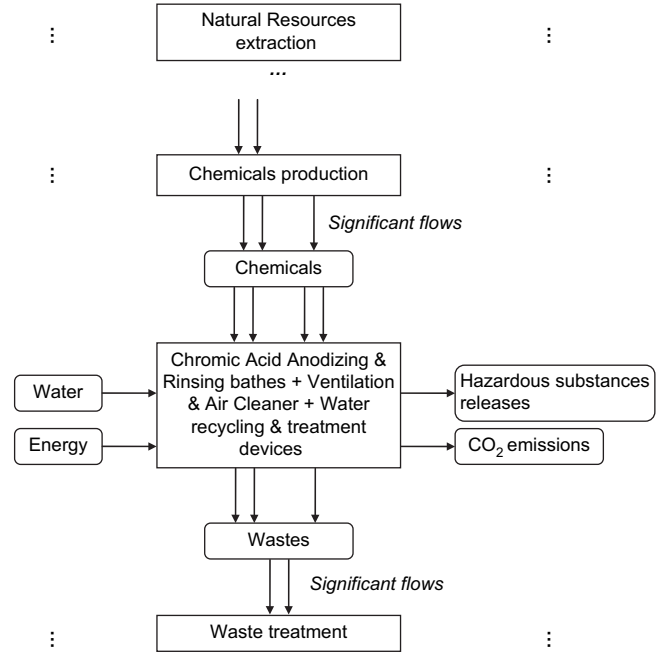 Natural Resources
extraction
...
Chemicals production
Significant flows
Chemicals
Chromic Acid Anodizing &
Rinsing bathes + Ventilation
& Air Cleaner + Water
recycling & treatment
devices
Water
Energy
Hazardous substances
releases
CO2 emissions
Wastes
Significant flows
Waste treatment